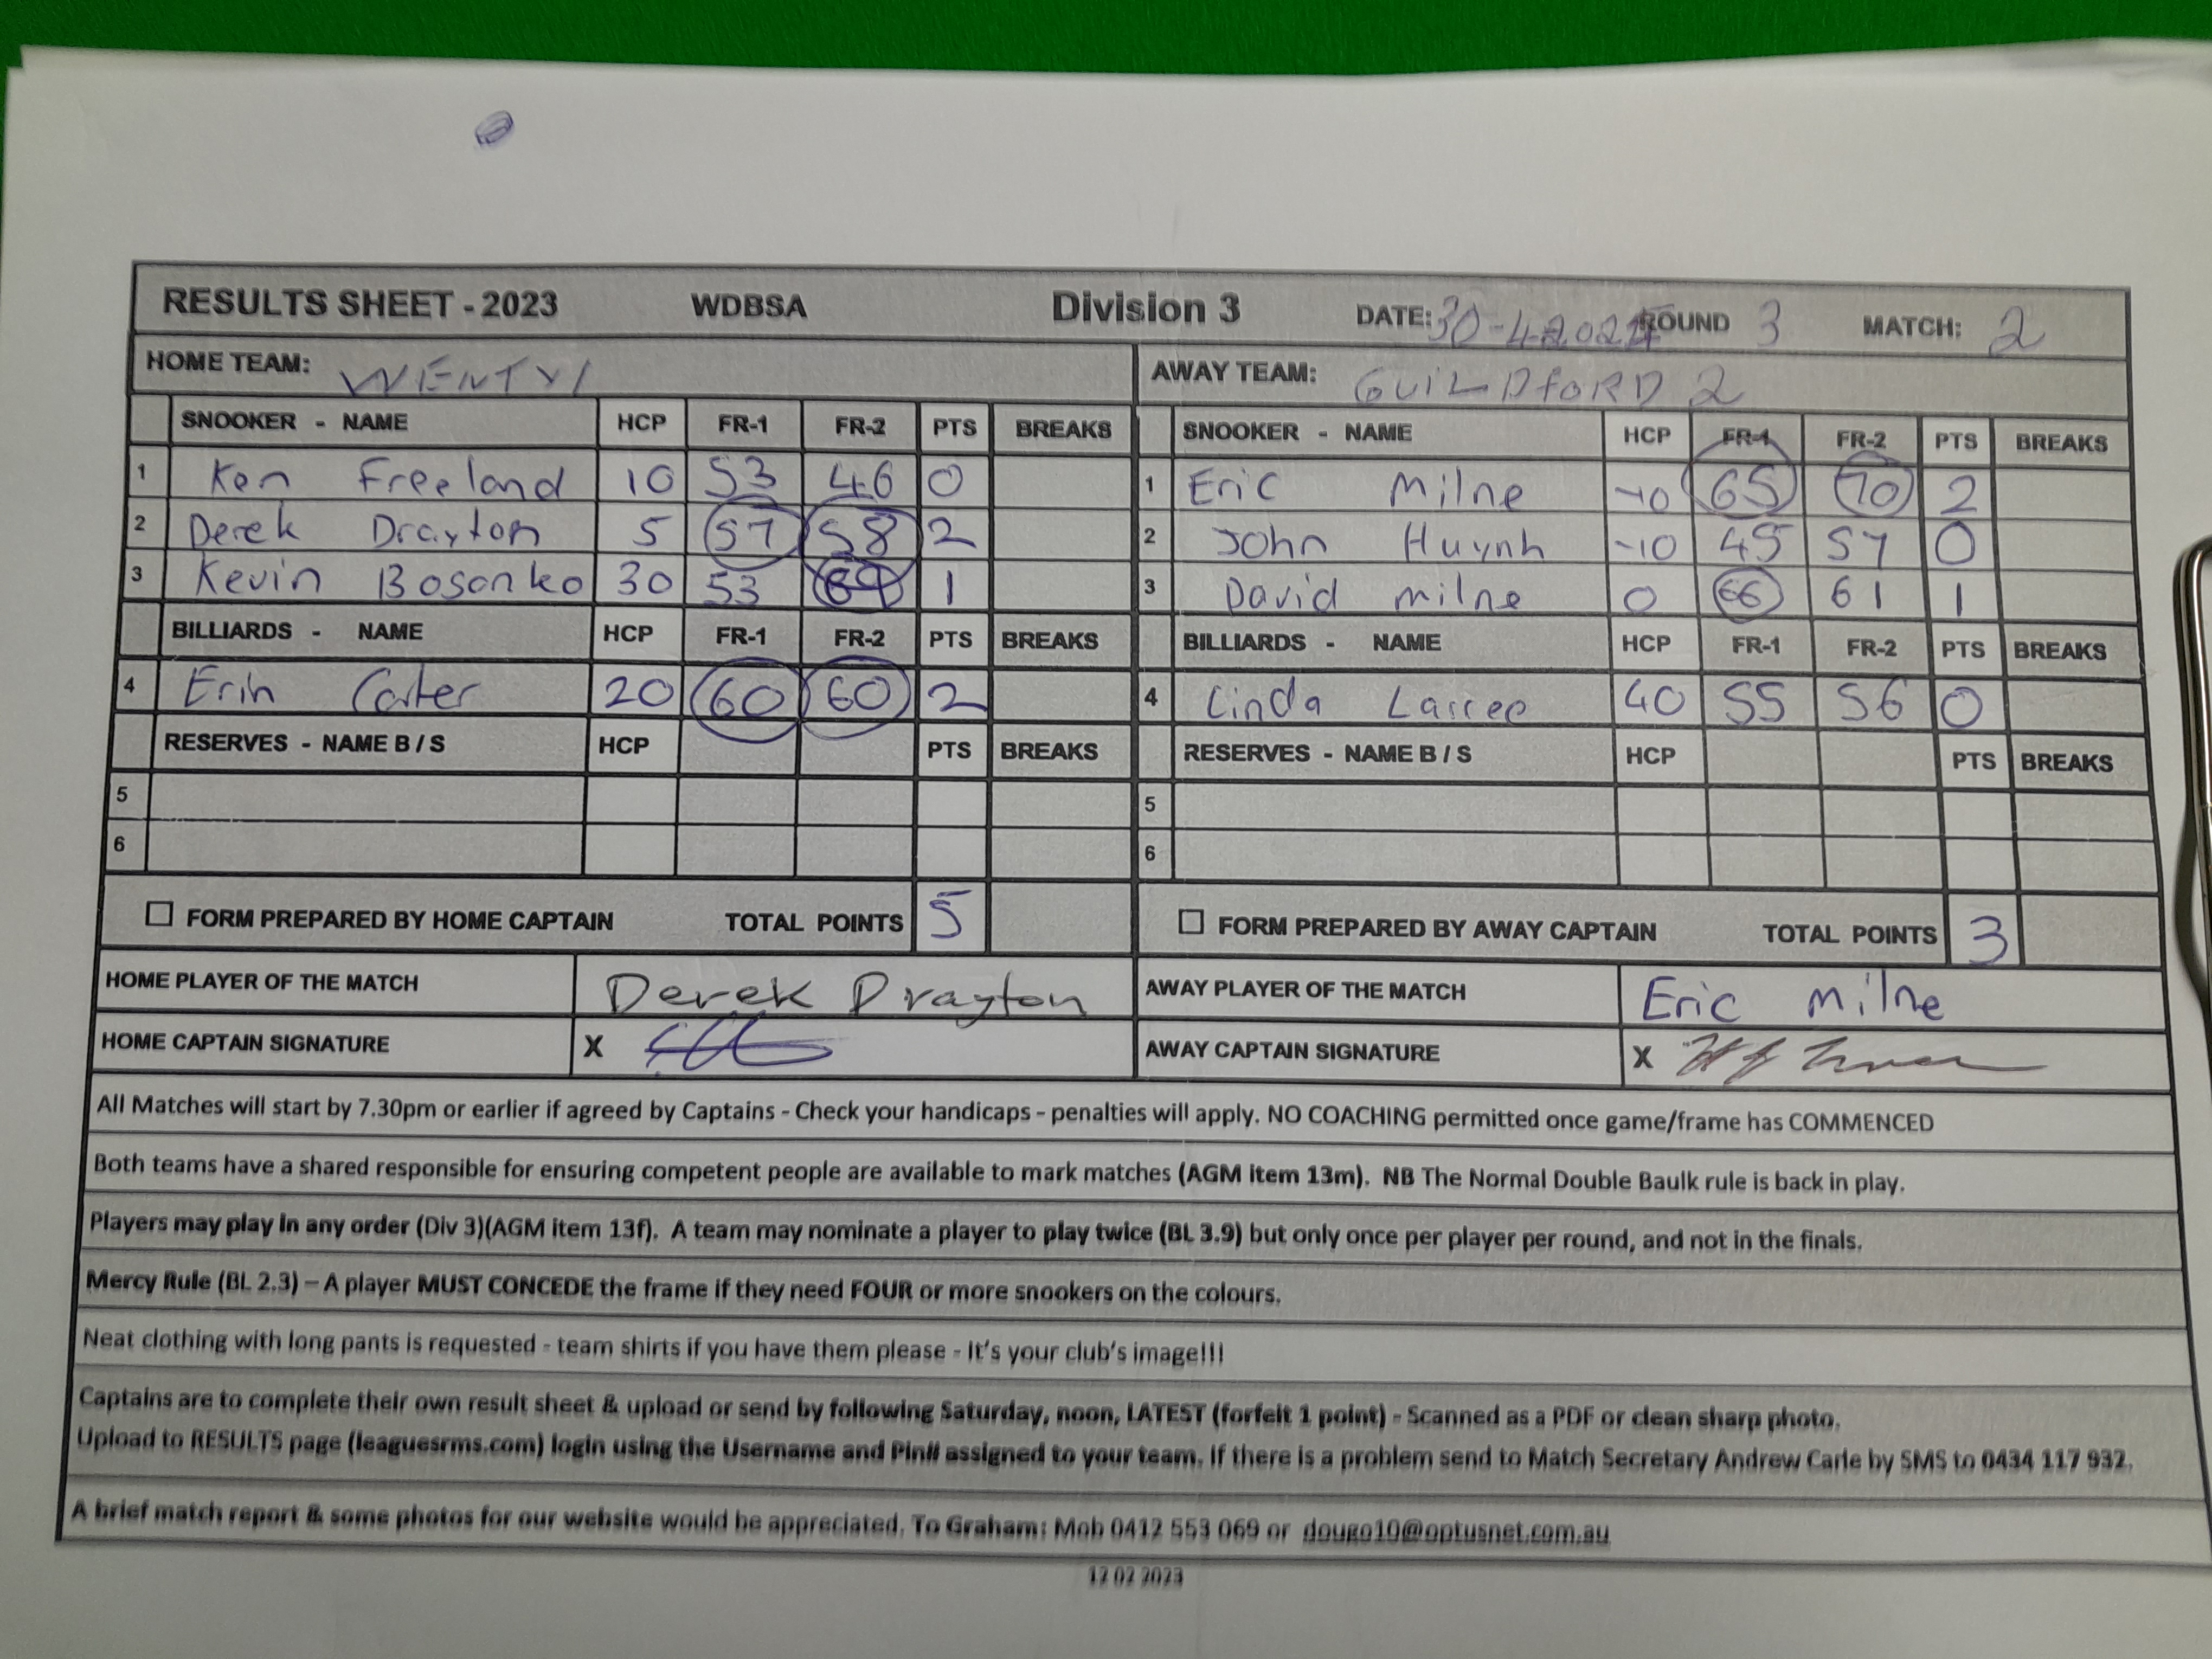 RESULTS SHEET - 2023 WDBSA Division 3 DATE: 30-4-2024 ROUND 3 MATCH: 2
HOME TEAM: WENTY 1 AWAY TEAM: GUILDFORD 2
SNOOKER - NAME HCP FR-1 FR-2 PTS BREAKS SNOOKER - NAME HCP FR-1 FR-2 PTS BREAKS
1 Ken Freeland 10 53 46 0 1 Eric Milne -10 65 70 2
2 Derek Drayton 5 57 58 2 2 John Huynh -10 45 57 0
3 Kevin Bosanko 30 53 69 1 3 David Milne 0 66 61 1
BILLIARDS - NAME HCP FR-1 FR-2 PTS BREAKS BILLIARDS - NAME HCP FR-1 FR-2 PTS BREAKS
4 Erin Carter 20 60 60 2 4 Linda 40 55 56 0
RESERVES - NAME B / S HCP PTS BREAKS RESERVES - NAME B / S HCP PTS BREAKS
5 5
6 6
FORM PREPARED BY HOME CAPTAIN TOTAL POINTS 5 FORM PREPARED BY AWAY CAPTAIN TOTAL POINTS 3
HOME PLAYER OF THE MATCH Derek Drayton AWAY PLAYER OF THE MATCH Eric Milne
HOME CAPTAIN SIGNATURE X AWAY CAPTAIN SIGNATURE X
All Matches will start by 7.30pm or earlier if agreed by Captains - Check your handicaps - penalties will apply. NO COACHING permitted once game/frame has COMMENCED
Both teams have a shared responsible for ensuring competent people are available to mark matches (AGM item 13m). NB The Normal Double Baulk rule is back in play.
Players may play in any order (Div 3)(AGM item 13f). A team may nominate a player to play twice (BL 3.9) but only once per player per round, and not in the finals.
Mercy Rule (BL 2.3) – A player MUST CONCEDE the frame if they need FOUR or more snookers on the colours.
Neat clothing with long pants is requested - team shirts if you have them please - It's your club's image!!!
Captains are to complete their own result sheet & upload or send by following Saturday, noon, LATEST (forfeit 1 point) - Scanned as a PDF or clean sharp photo.
Upload to RESULTS page (leaguesrms.com) login using the Username and Pin# assigned to your team. If there is a problem send to Match Secretary Andrew Carle by SMS to 0434 117 932.
A brief match report & some photos for our website would be appreciated. To Graham: Mob 0412 553 069 or dougo10@optusnet.com.au
12 02 2023